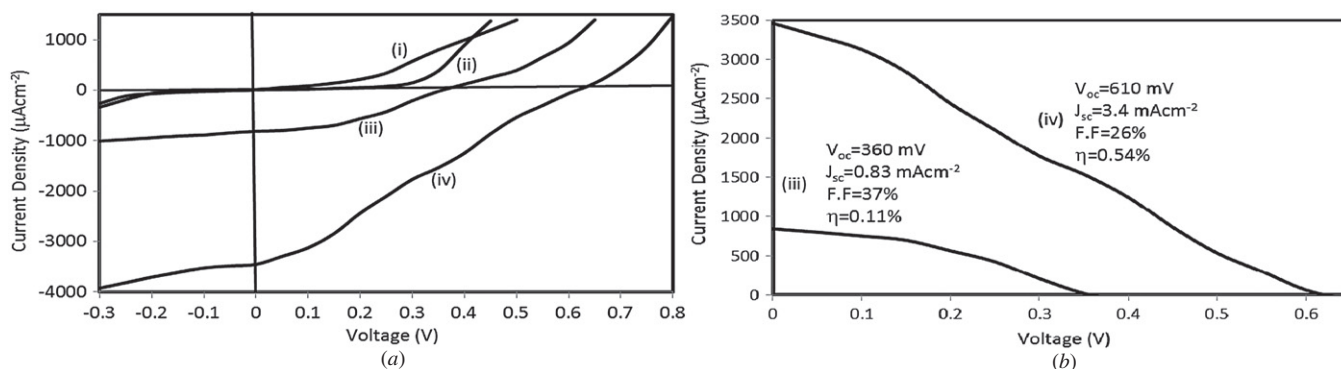 1000
0
-1000
-2000
-3000
-4000
Current Density (µAcm⁻²)
(i)
(ii)
(iii)
(iv)
-0.3 -0.2 -0.1 0 0.1 0.2 0.3 0.4 0.5 0.6 0.7 0.8
Voltage (V)
(a)
3500
3000
2500
2000
1500
1000
500
0
Current Density (µAcm⁻²)
(iv)
Voc=610 mV
Jsc=3.4 mAcm⁻²
F.F=26%
η=0.54%
(iii)
Voc=360 mV
Jsc=0.83 mAcm⁻²
F.F=37%
η=0.11%
0 0.1 0.2 0.3 0.4 0.5 0.6
Voltage (V)
(b)